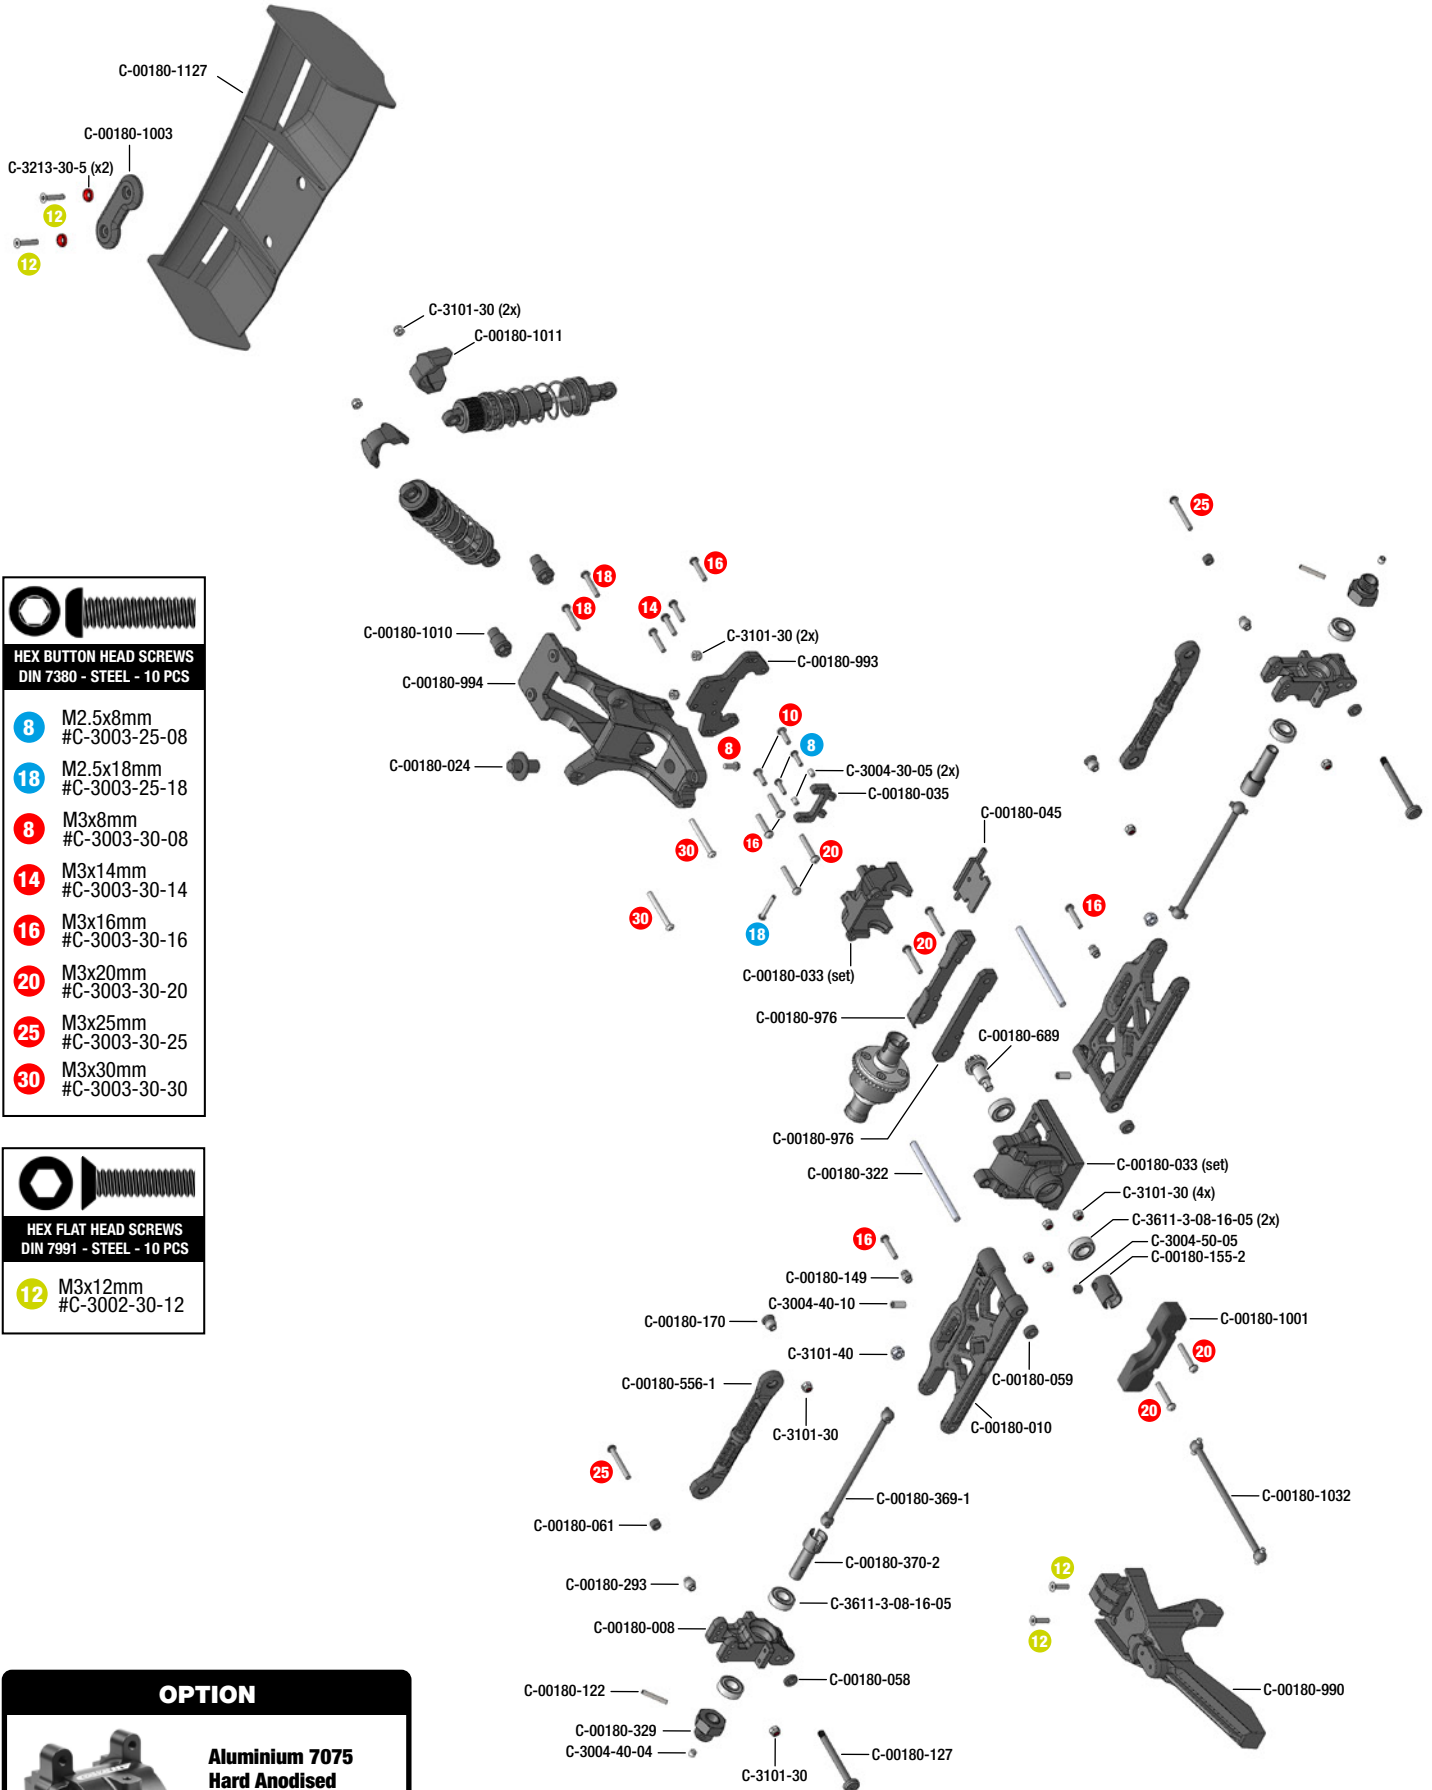 C-00180-1127
C-00180-1003
C-3213-30-5 (x2)
12
12
C-3101-30 (2x)
C-00180-1011
25
16
18
18
14
C-00180-1010
C-3101-30 (2x)
C-00180-993
C-00180-994
10
8
8
C-00180-024
C-3004-30-05 (2x)
C-00180-035
C-00180-045
16
30
20
30
18
20
16
C-00180-033 (set)
C-00180-976
C-00180-689
C-00180-976
C-00180-322
C-00180-033 (set)
C-3101-30 (4x)
C-3611-3-08-16-05 (2x)
C-3004-50-05
C-00180-155-2
16
C-00180-149
C-3004-40-10
C-00180-170
C-00180-1001
C-3101-40
20
C-00180-556-1
C-00180-059
20
C-00180-010
C-3101-30
25
C-00180-369-1
C-00180-1032
C-00180-061
C-00180-370-2
12
C-00180-293
C-3611-3-08-16-05
C-00180-008
12
C-00180-058
C-00180-122
C-00180-990
C-00180-329
C-3004-40-04
C-00180-127
C-3101-30
HEX BUTTON HEAD SCREWS
DIN 7380 - STEEL - 10 PCS
8 M2.5x8mm
#C-3003-25-08
18 M2.5x18mm
#C-3003-25-18
8 M3x8mm
#C-3003-30-08
14 M3x14mm
#C-3003-30-14
16 M3x16mm
#C-3003-30-16
20 M3x20mm
#C-3003-30-20
25 M3x25mm
#C-3003-30-25
30 M3x30mm
#C-3003-30-30
HEX FLAT HEAD SCREWS
DIN 7991 - STEEL - 10 PCS
12 M3x12mm
#C-3002-30-12
OPTION
Aluminium 7075
Hard Anodised